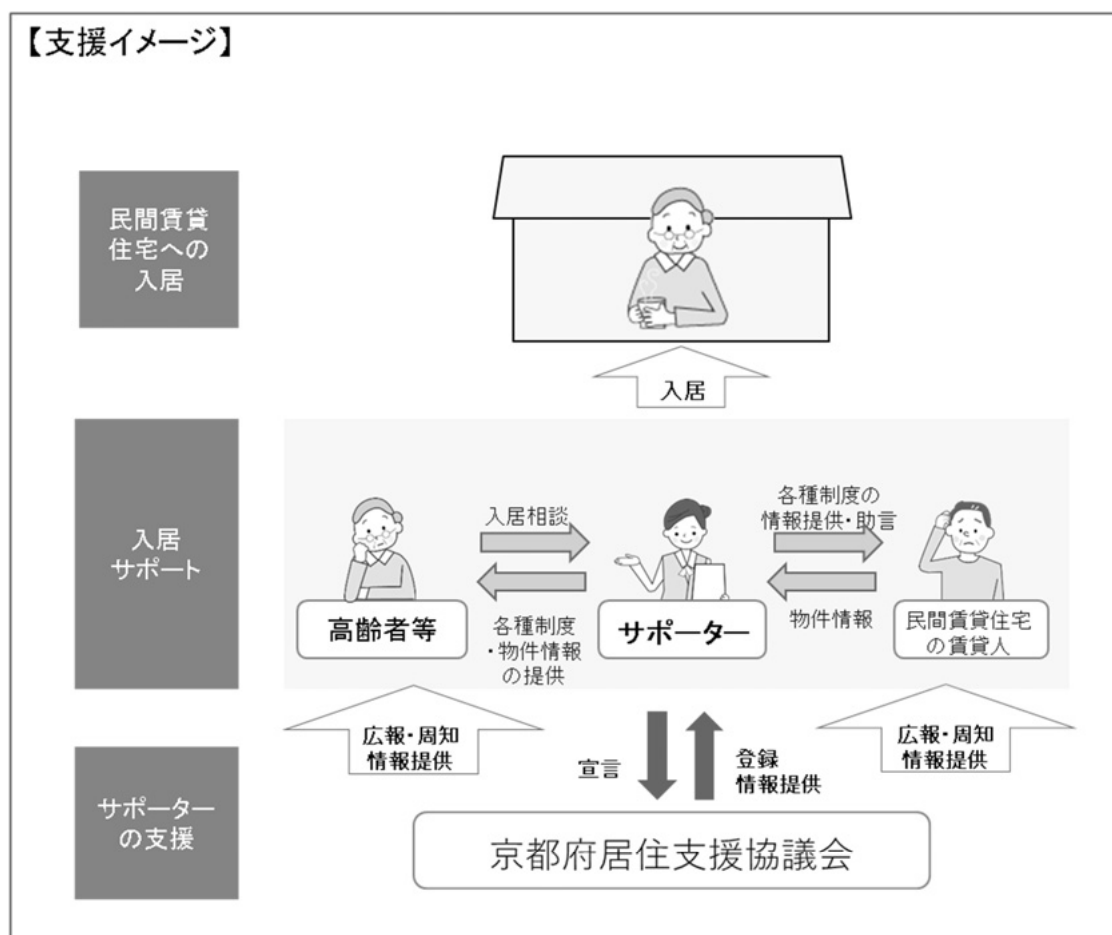 【支援イメージ】
民間賃貸
住宅への
入居
入居
入居
サポート
入居相談
各種制度
・物件情報
の提供
各種制度の
情報提供・助言
物件情報
高齢者等
サポーター
民間賃貸住宅
の賃貸人
広報・周知
情報提供
宣言
登録
情報提供
広報・周知
情報提供
サポーター
の支援
京都府居住支援協議会